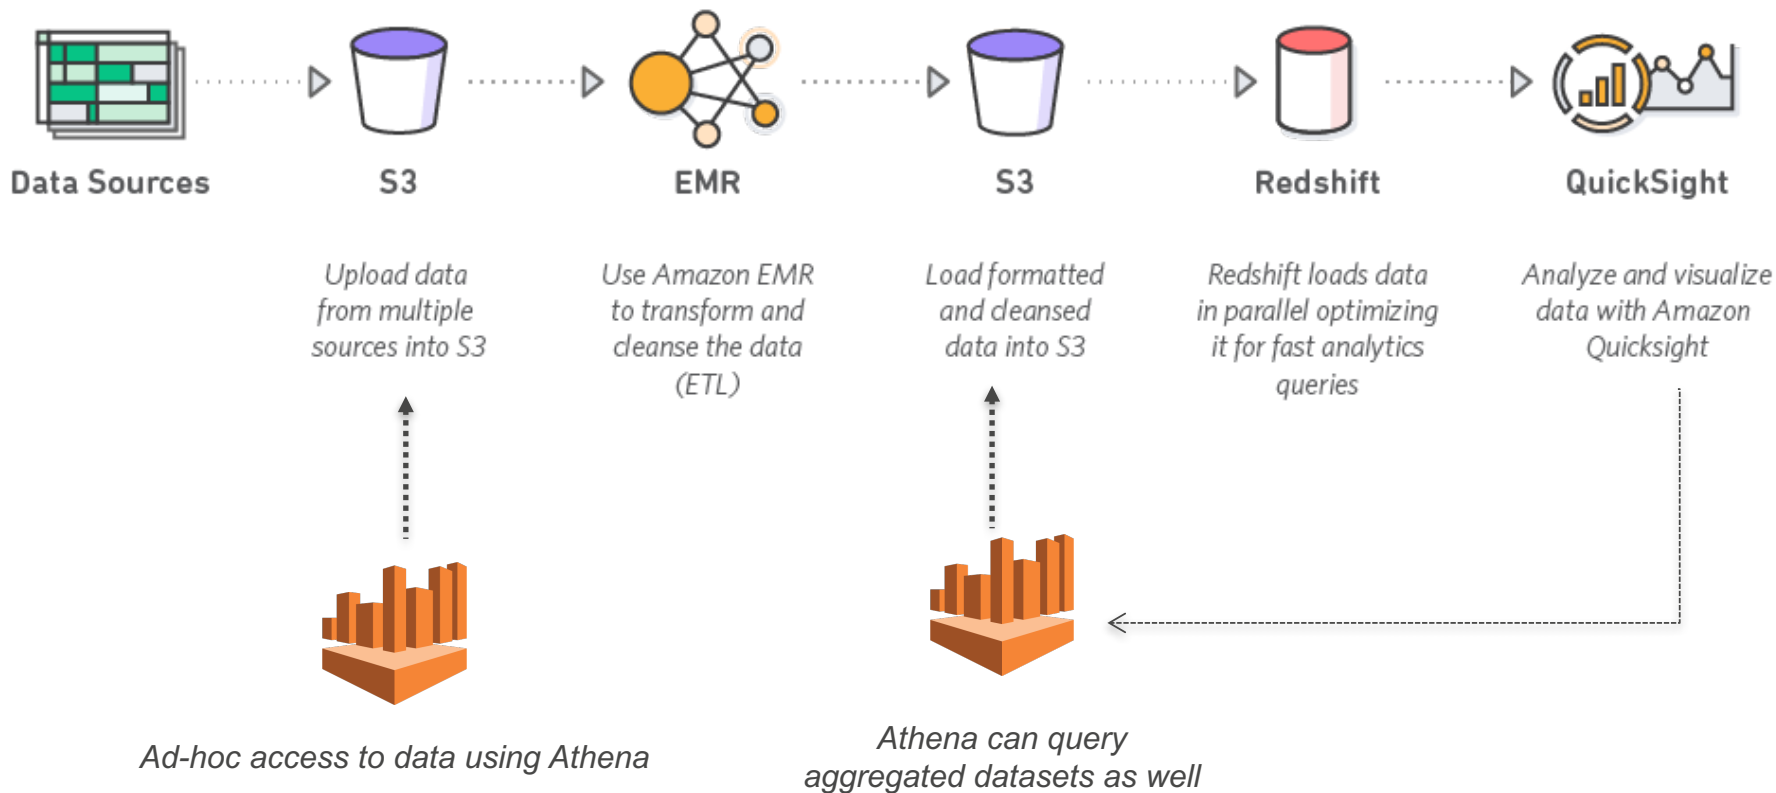 Data Sources
S3
EMR
S3
Redshift
QuickSight
Upload data
from multiple
sources into S3
Use Amazon EMR
to transform and
cleanse the data
(ETL)
Load formatted
and cleansed
data into S3
Redshift loads data
in parallel optimizing
it for fast analytics
queries
Analyze and visualize
data with Amazon
Quicksight
Ad-hoc access to data using Athena
Athena can query
aggregated datasets as well